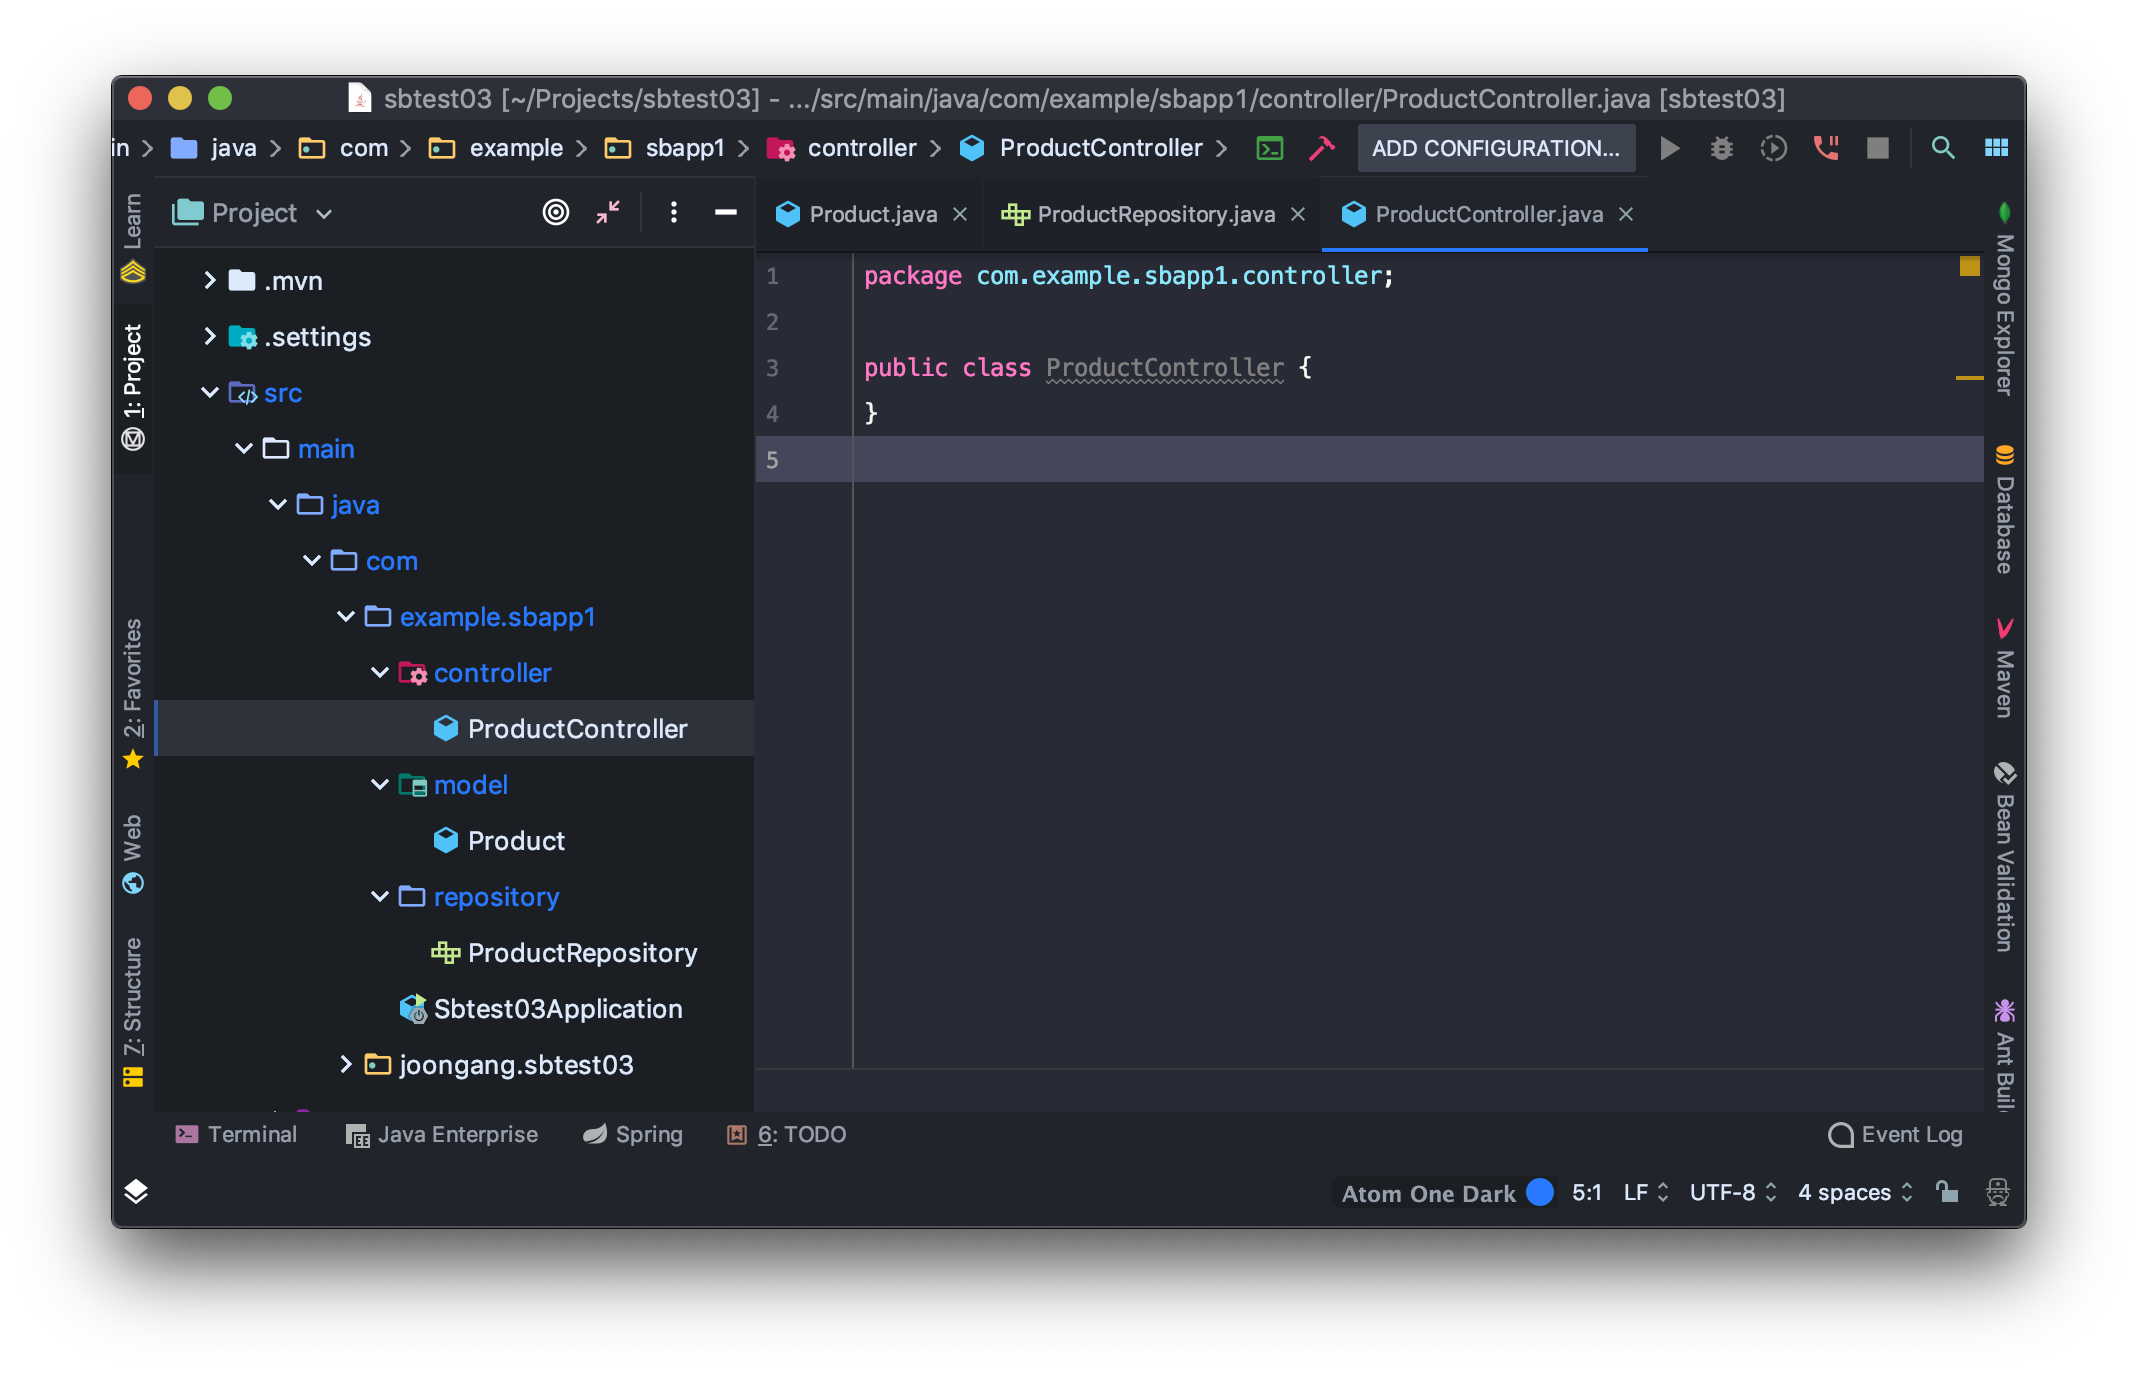 sbtest03 [~/Projects/sbtest03] - .../src/main/java/com/example/sbapp1/controller/ProductController.java [sbtest03]
in java com example sbapp1 controller ProductController ADD CONFIGURATION...
Learn
1: Project
2: Favorites
Web
7: Structure
Project
.mvn
.settings
src
main
java
com
example.sbapp1
controller
ProductController
model
Product
repository
ProductRepository
Sbtest03Application
joongang.sbtest03
Product.java ProductRepository.java ProductController.java
1 package com.example.sbapp1.controller;
2
3 public class ProductController {
4 }
5
Mongo Explorer
Database
Maven
Bean Validation
Ant Buil
Terminal Java Enterprise Spring 6: TODO Event Log
Atom One Dark 5:1 LF UTF-8 4 spaces